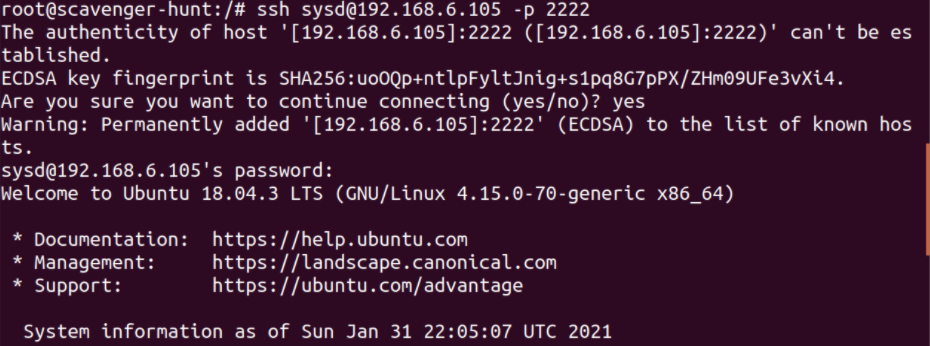 root@scavenger-hunt:/# ssh sysd@192.168.6.105 -p 2222
The authenticity of host '[192.168.6.105]:2222 ([192.168.6.105]:2222)' can't be es
tablished.
ECDSA key fingerprint is SHA256:uoOQp+ntlpFyltJnig+s1pq8G7pPX/ZHm09UFe3vXi4.
Are you sure you want to continue connecting (yes/no)? yes
Warning: Permanently added '[192.168.6.105]:2222' (ECDSA) to the list of known hos
ts.
sysd@192.168.6.105's password:
Welcome to Ubuntu 18.04.3 LTS (GNU/Linux 4.15.0-70-generic x86_64)
* Documentation: https://help.ubuntu.com
* Management: https://landscape.canonical.com
* Support: https://ubuntu.com/advantage
System information as of Sun Jan 31 22:05:07 UTC 2021